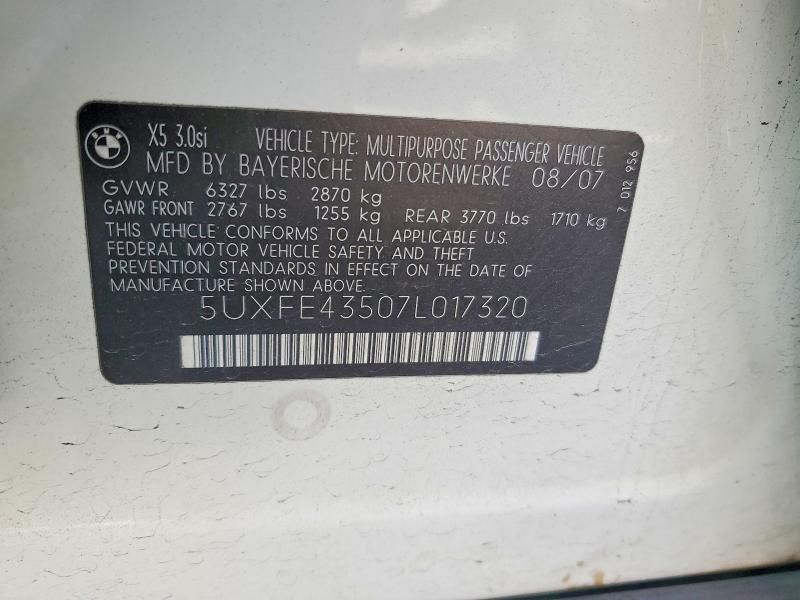 BMW
X5 3.0si VEHICLE TYPE: MULTIPURPOSE PASSENGER VEHICLE
MFD BY BAYERISCHE MOTORENWERKE 08/07
GVWR 6327 lbs 2870 kg
GAWR FRONT 2767 lbs 1255 kg REAR 3770 lbs 1710 kg
THIS VEHICLE CONFORMS TO ALL APPLICABLE U.S.
FEDERAL MOTOR VEHICLE SAFETY AND THEFT
PREVENTION STANDARDS IN EFFECT ON THE DATE OF
MANUFACTURE SHOWN ABOVE.
5UXFE43507L017320
7 012 956